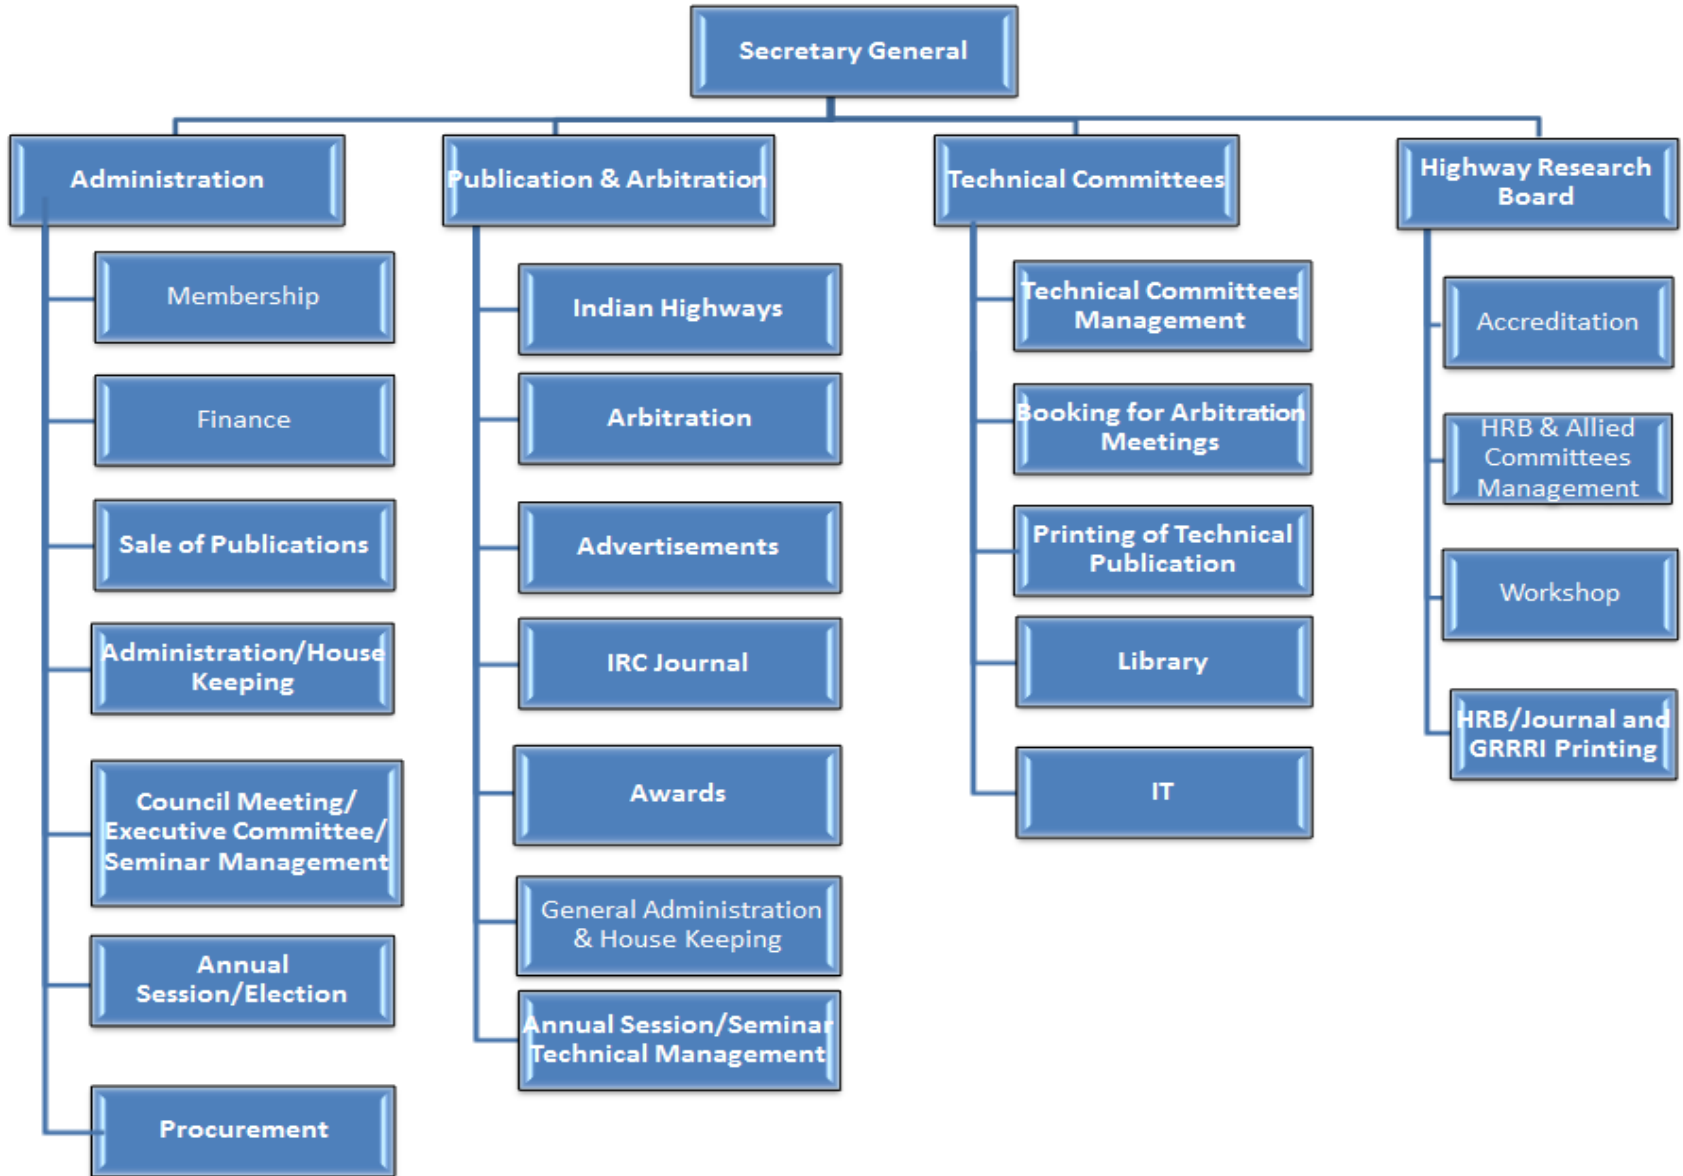 Secretary General
Administration
Membership
Finance
Sale of Publications
Administration/House
Keeping
Council Meeting/
Executive Committee/
Seminar Management
Annual
Session/Election
Procurement
Publication & Arbitration
Indian Highways
Arbitration
Advertisements
IRC Journal
Awards
General Administration
& House Keeping
Annual Session/Seminar
Technical Management
Technical Committees
Technical Committees
Management
Booking for Arbitration
Meetings
Printing of Technical
Publication
Library
IT
Highway Research
Board
Accreditation
HRB & Allied
Committees
Management
Workshop
HRB/Journal and
GRRRI Printing